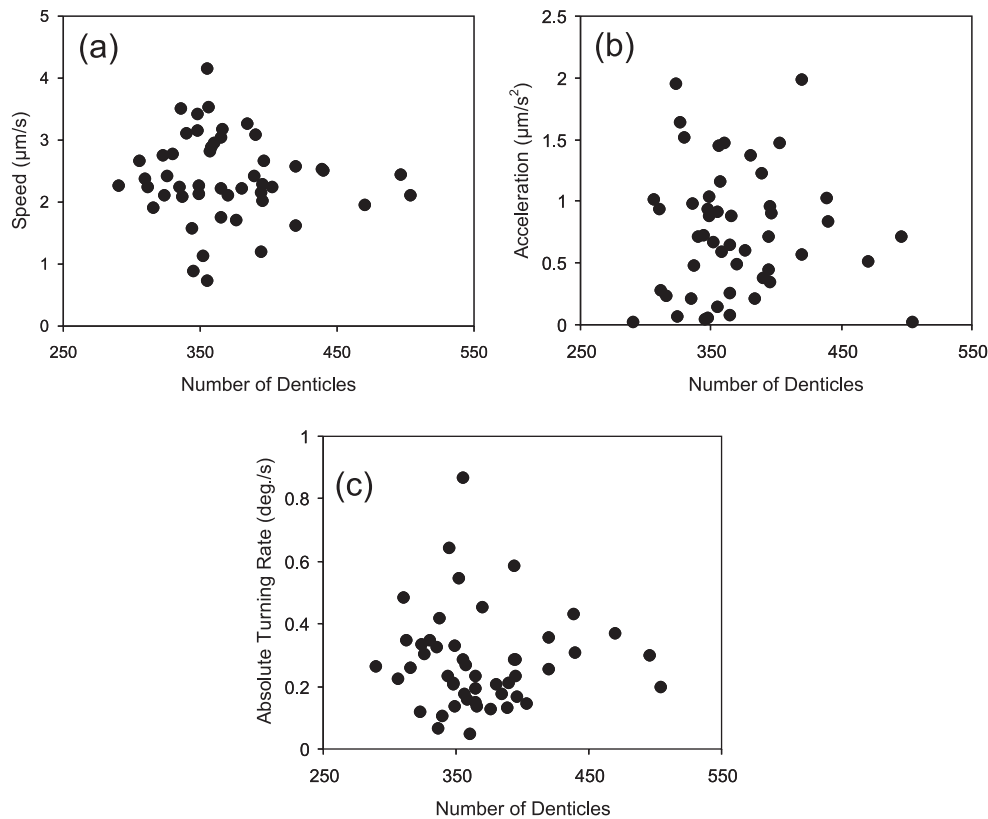 (a)
Speed (μm/s)
5
4
3
2
1
0
250 350 450 550
Number of Denticles
(b)
Acceleration (μm/s²)
2.5
2
1.5
1
0.5
0
250 350 450 550
Number of Denticles
(c)
Absolute Turning Rate (deg./s)
1
0.8
0.6
0.4
0.2
0
250 350 450 550
Number of Denticles